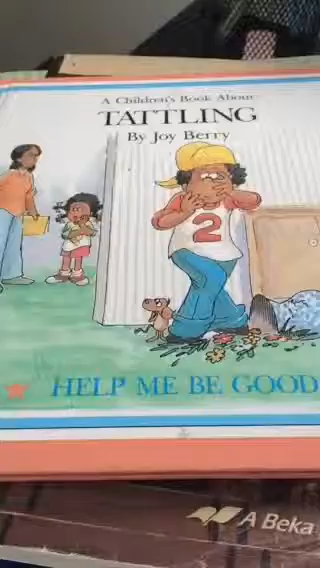 A Children's Book About
TATTLING
By Joy Berry
2
HELP ME BE GOOD
A Beka